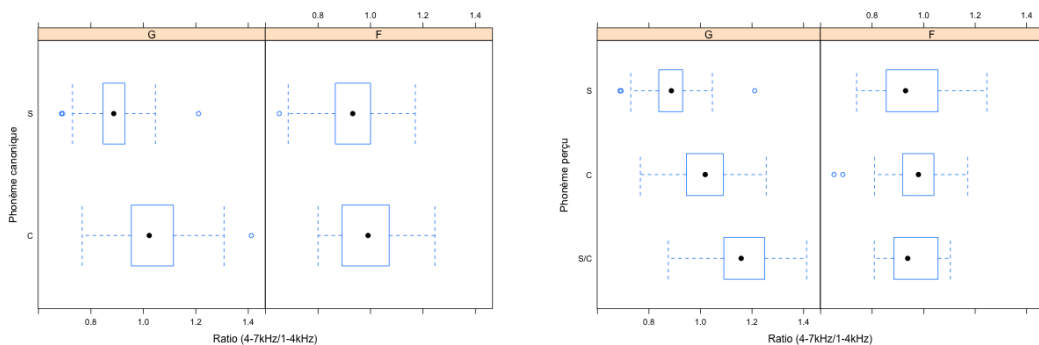 0.8 1.0 1.2 1.4
G F
S
C
Phonème canonique
0.8 1.0 1.2 1.4
Ratio (4-7kHz/1-4kHz)
0.8 1.0 1.2 1.4
G F
S
C
S/C
Phonème perçu
0.8 1.0 1.2 1.4
Ratio (4-7kHz/1-4kHz)